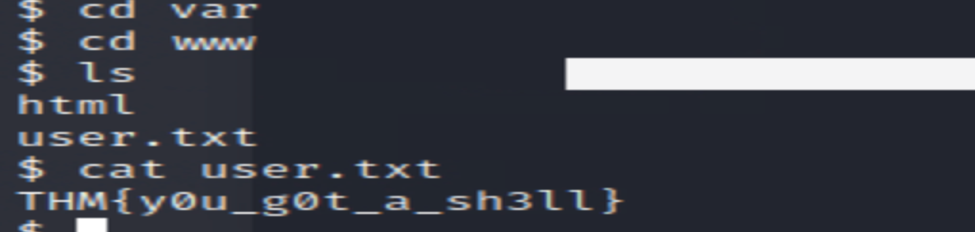 $ cd var
$ cd www
$ ls
html
user.txt
$ cat user.txt
THM{y0u_g0t_a_sh3ll}
$